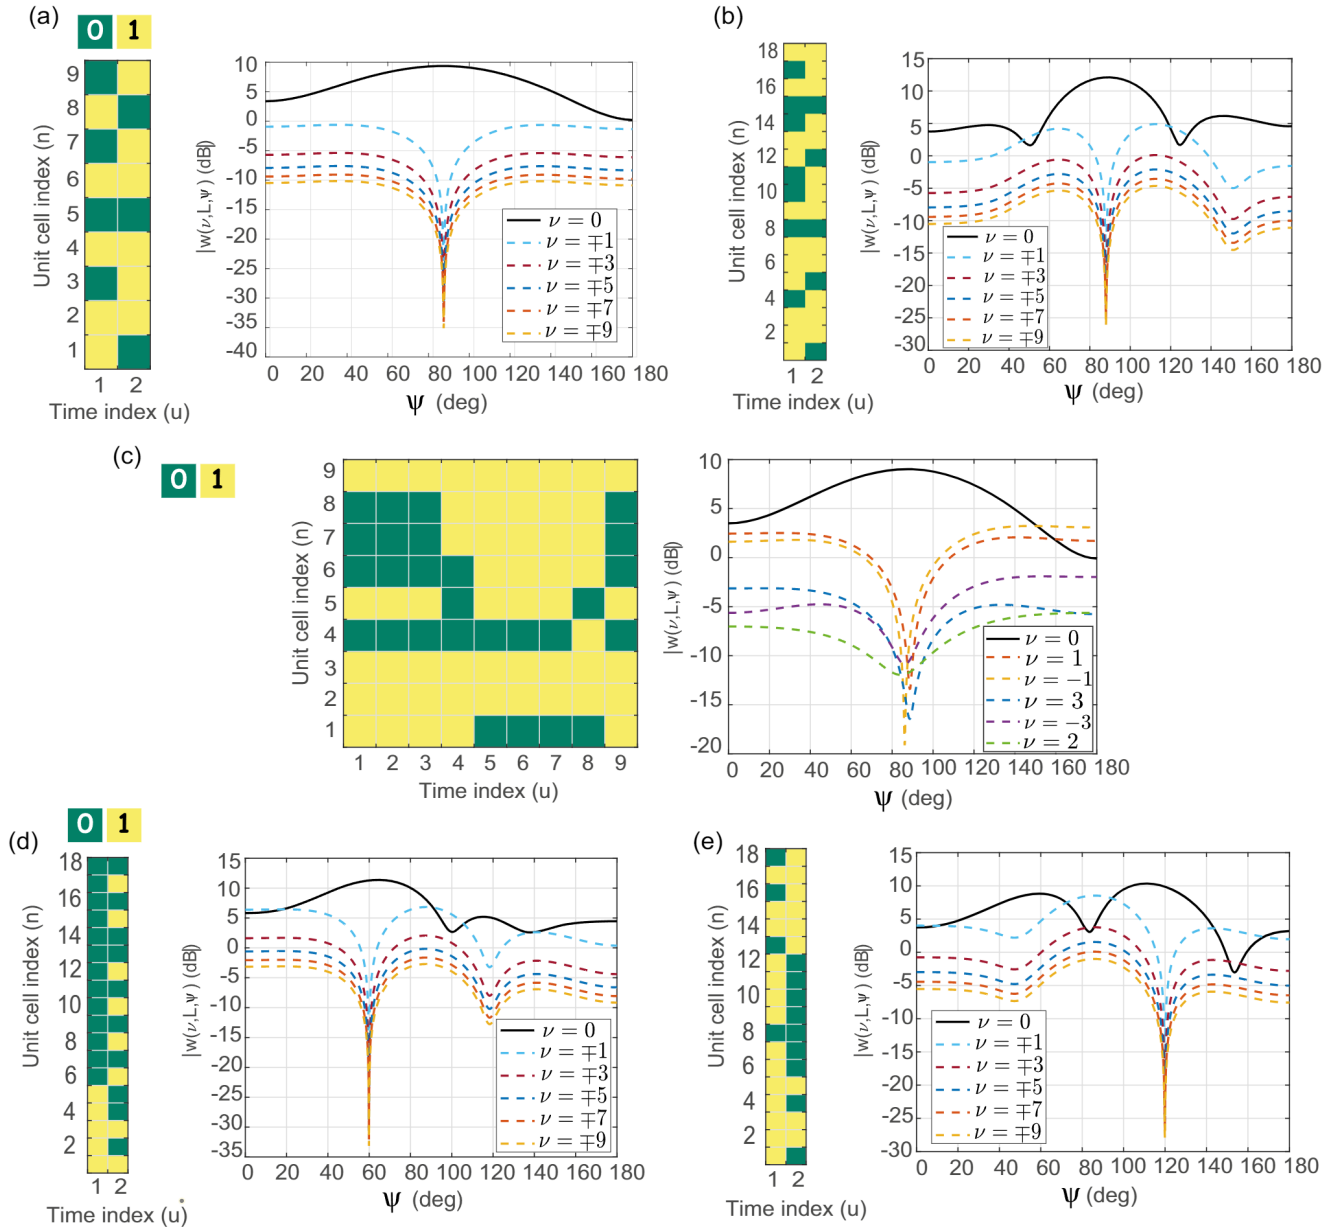 (a)
0 1
9
8
7
6
5
4
3
2
1
Unit cell index (n)
1 2
Time index (u)
10
5
0
-5
-10
-15
-20
-25
-30
-35
-40
|w(ν,L,ψ) (dB)|
0 20 40 60 80 100 120 140 160 180
ψ (deg)
ν = 0
ν = ∓1
ν = ∓3
ν = ∓5
ν = ∓7
ν = ∓9
(b)
18
16
14
12
10
8
6
4
2
Unit cell index (n)
1 2
Time index (u)
15
10
5
0
-5
-10
-15
-20
-25
-30
|w(ν,L,ψ) (dB)|
0 20 40 60 80 100 120 140 160 180
ψ (deg)
ν = 0
ν = ∓1
ν = ∓3
ν = ∓5
ν = ∓7
ν = ∓9
(c)
0 1
9
8
7
6
5
4
3
2
1
Unit cell index (n)
1 2 3 4 5 6 7 8 9
Time index (u)
10
5
0
-5
-10
-15
-20
|w(ν,L,ψ) (dB)|
0 20 40 60 80 100 120 140 160 180
ψ (deg)
ν = 0
ν = 1
ν = −1
ν = 3
ν = −3
ν = 2
(d)
0 1
18
16
14
12
10
8
6
4
2
Unit cell index (n)
1 2
Time index (u)
15
10
5
0
-5
-10
-15
-20
-25
-30
-35
|w(ν,L,ψ) (dB)|
0 20 40 60 80 100 120 140 160 180
ψ (deg)
ν = 0
ν = ∓1
ν = ∓3
ν = ∓5
ν = ∓7
ν = ∓9
(e)
18
16
14
12
10
8
6
4
2
Unit cell index (n)
1 2
Time index (u)
15
10
5
0
-5
-10
-15
-20
-25
-30
|w(ν,L,ψ) (dB)|
0 20 40 60 80 100 120 140 160 180
ψ (deg)
ν = 0
ν = ∓1
ν = ∓3
ν = ∓5
ν = ∓7
ν = ∓9